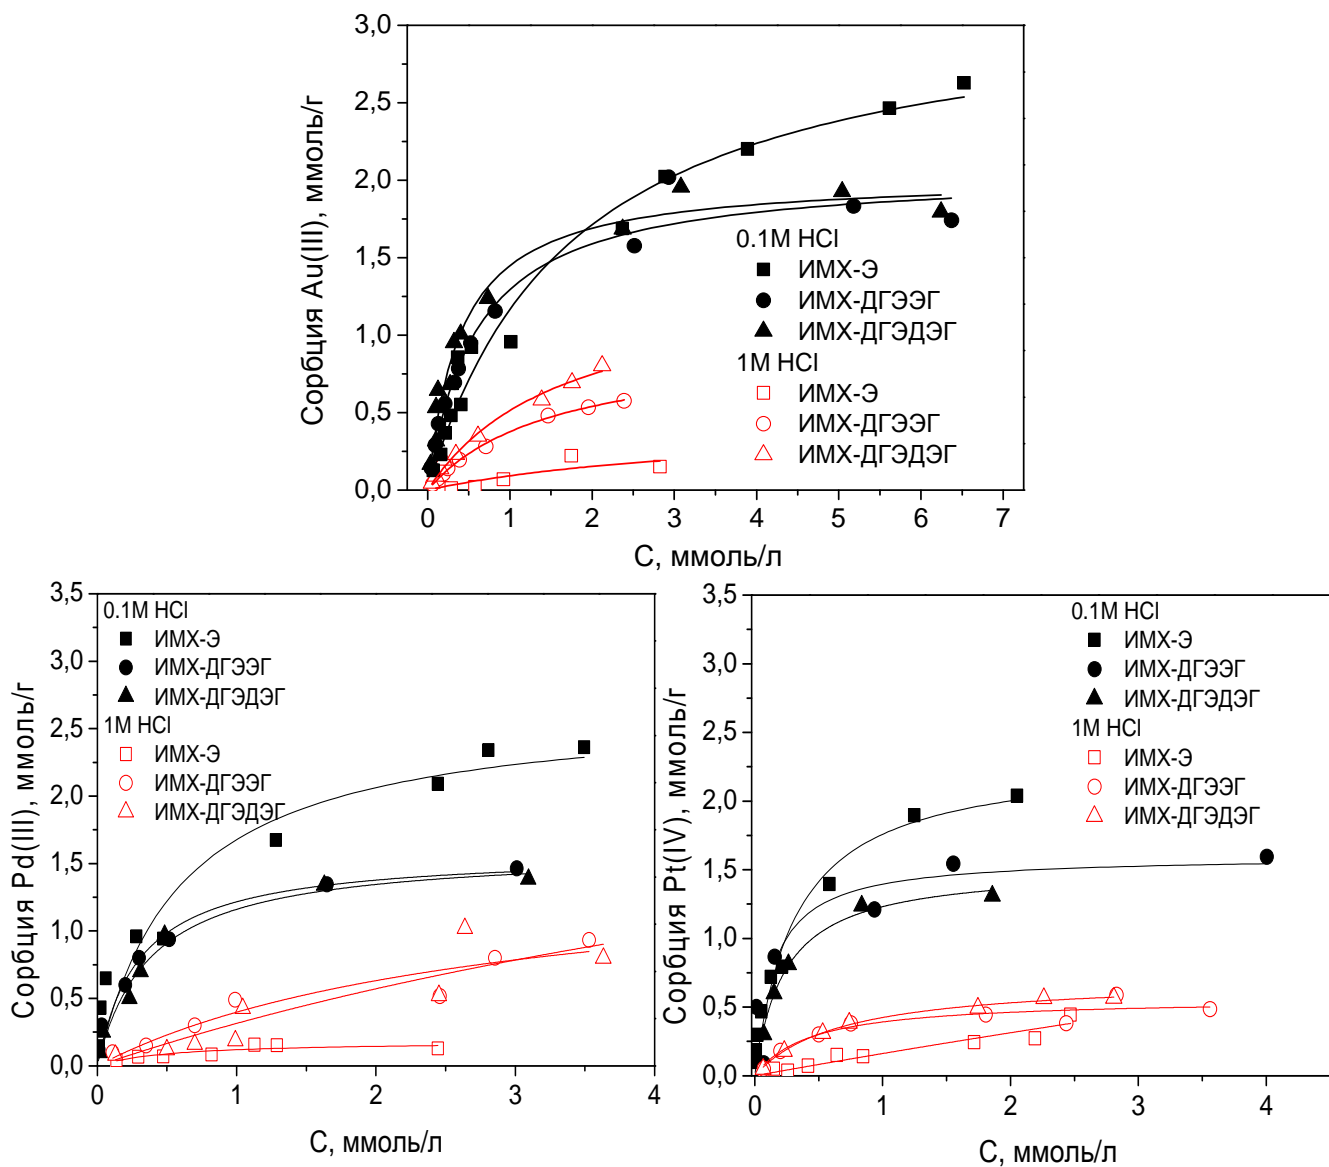 Сорбция Au(III), ммоль/г
3,0
2,5
2,0
1,5
1,0
0,5
0,0
0.1M HCl
ИМХ-Э
ИМХ-ДГЭЭГ
ИМХ-ДГЭДЭГ
1M HCl
ИМХ-Э
ИМХ-ДГЭЭГ
ИМХ-ДГЭДЭГ
0 1 2 3 4 5 6 7
С, ммоль/л
Сорбция Pd(III), ммоль/г
3,5
3,0
2,5
2,0
1,5
1,0
0,5
0,0
0.1M HCl
ИМХ-Э
ИМХ-ДГЭЭГ
ИМХ-ДГЭДЭГ
1M HCl
ИМХ-Э
ИМХ-ДГЭЭГ
ИМХ-ДГЭДЭГ
0 1 2 3 4
С, ммоль/л
Сорбция Pt(IV), ммоль/г
3,5
3,0
2,5
2,0
1,5
1,0
0,5
0,0
0.1M HCl
ИМХ-Э
ИМХ-ДГЭЭГ
ИМХ-ДГЭДЭГ
1M HCl
ИМХ-Э
ИМХ-ДГЭЭГ
ИМХ-ДГЭДЭГ
0 1 2 3 4
С, ммоль/л